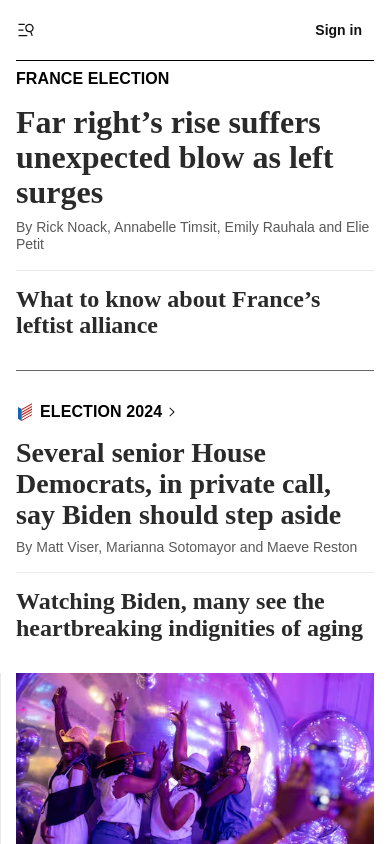 Sign in
FRANCE ELECTION
Far right’s rise suffers
unexpected blow as left
surges
By Rick Noack, Annabelle Timsit, Emily Rauhala and Elie
Petit
What to know about France’s
leftist alliance
ELECTION 2024
Several senior House
Democrats, in private call,
say Biden should step aside
By Matt Viser, Marianna Sotomayor and Maeve Reston
Watching Biden, many see the
heartbreaking indignities of aging